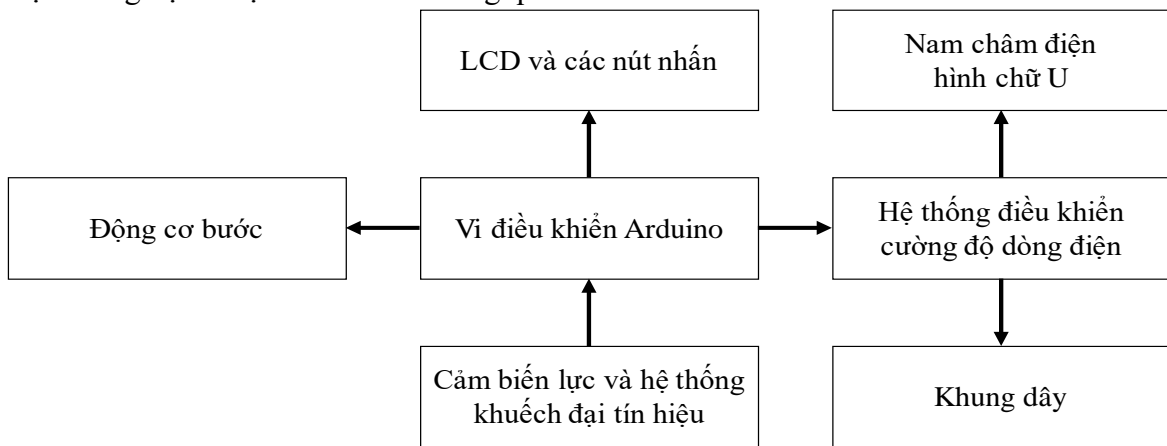 LCD và các nút nhấn
Nam châm điện
hình chữ U
Động cơ bước
Vi điều khiển Arduino
Hệ thống điều khiển
cường độ dòng điện
Cảm biến lực và hệ thống
khuếch đại tín hiệu
Khung dây